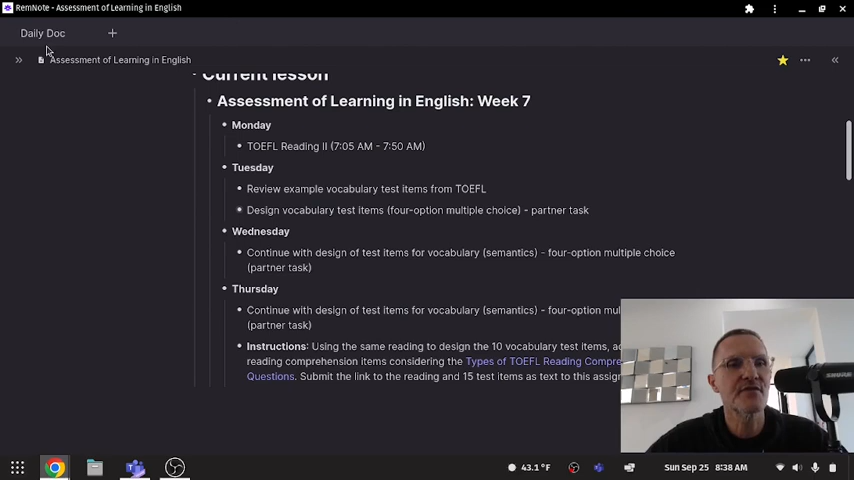 RemNote - Assessment of Learning in English
Daily Doc
Assessment of Learning in English
Current lesson
Assessment of Learning in English: Week 7
Monday
TOEFL Reading II (7:05 AM - 7:50 AM)
Tuesday
Review example vocabulary test items from TOEFL
Design vocabulary test items (four-option multiple choice) - partner task
Wednesday
Continue with design of test items for vocabulary (semantics) - four-option multiple choice
(partner task)
Thursday
Continue with design of test items for vocabulary (semantics) - four-option
(partner task)
Instructions: Using the same reading to design the 10 vocabulary test items,
reading comprehension items considering the Types of TOEFL Reading
Questions. Submit the link to the reading and 15 test items as text to this
SHURE
43.1°F
Sun Sep 25 8:38 AM